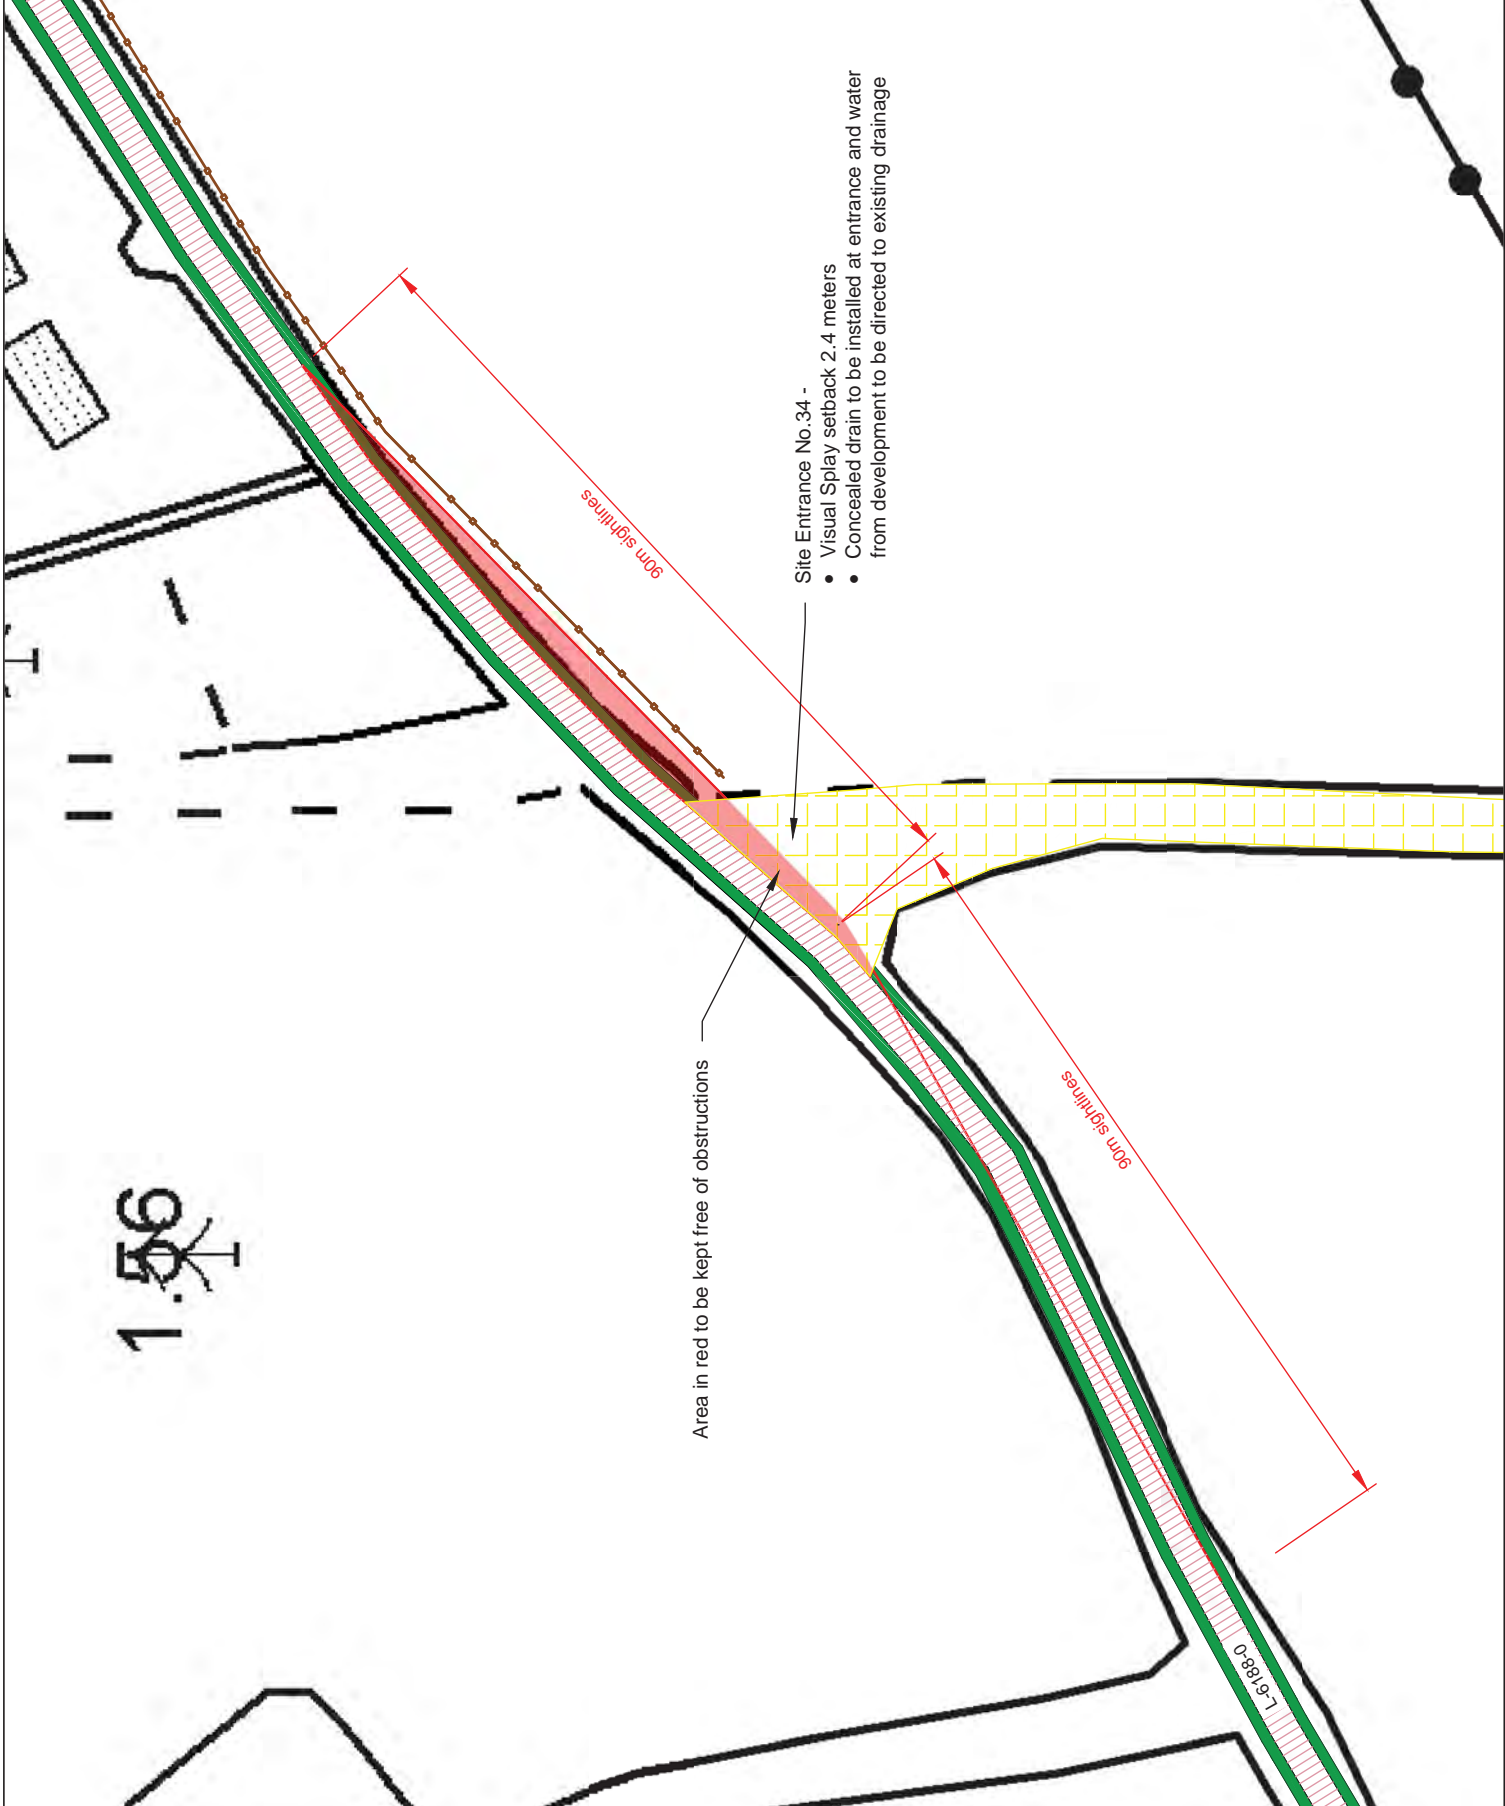 Site Entrance No.34 -
• Visual Splay setback 2.4 meters
• Concealed drain to be installed at entrance and water
from development to be directed to existing drainage
90m sightlines
Area in red to be kept free of obstructions
90m sightlines
1.56
L-6188-0